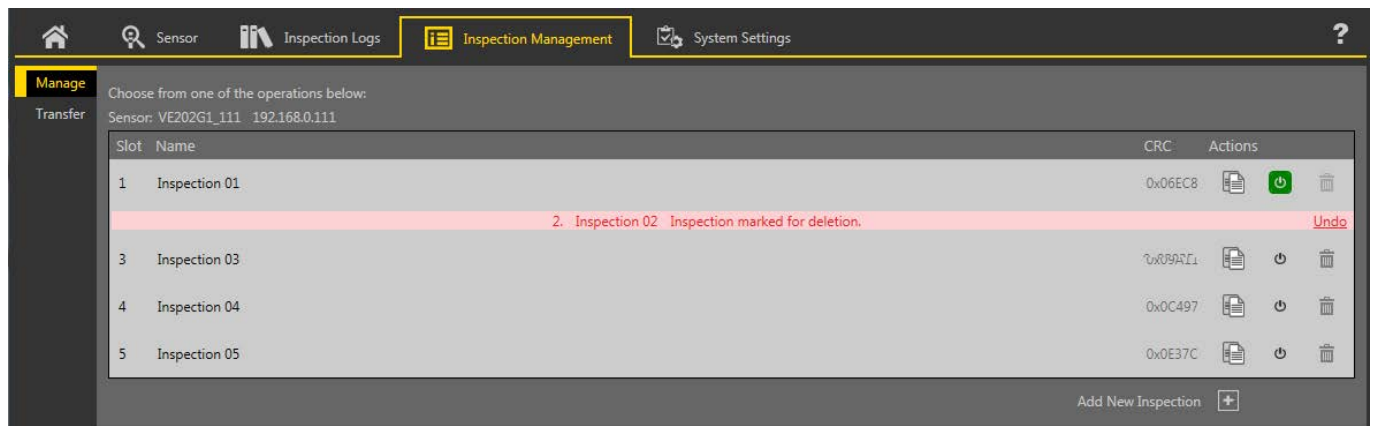 Sensor Inspection Logs Inspection Management System Settings ?
Manage
Transfer
Choose from one of the operations below:
Sensor: VE202G1_111 192.168.0.111
Slot Name CRC Actions
1 Inspection 01 0x06EC8
2. Inspection 02 Inspection marked for deletion. Undo
3 Inspection 03
4 Inspection 04 0x0C497
5 Inspection 05 0x0E37C
Add New Inspection +